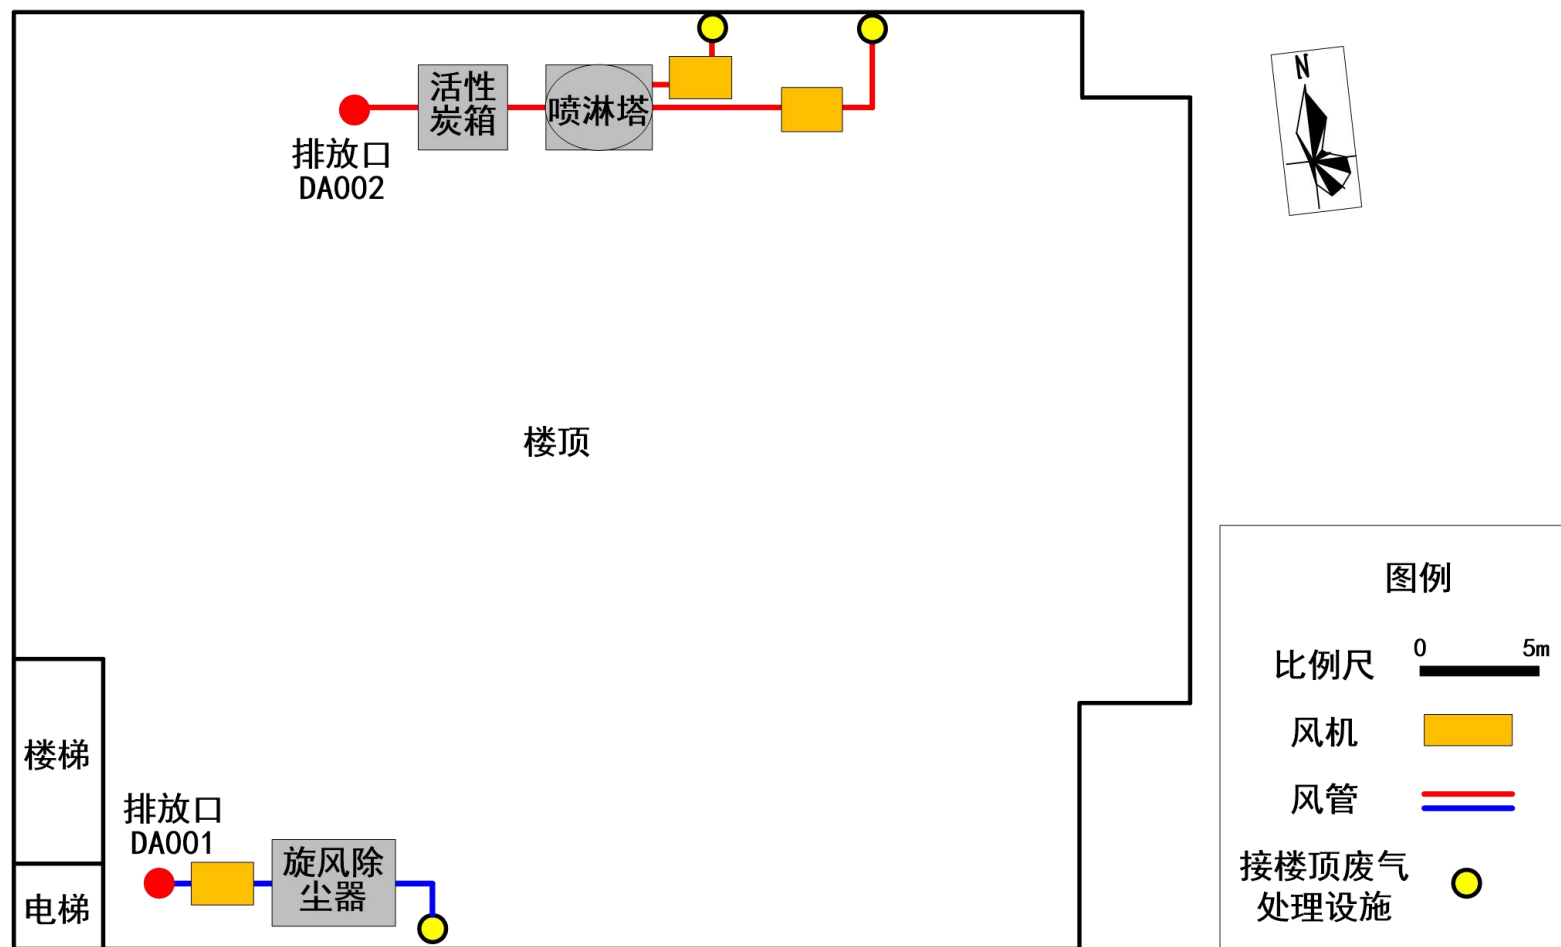 活性
炭箱
喷淋塔
N
排放口
DA002
楼顶
图例
比例尺
0
5m
风机
风管
接楼顶废气
处理设施
楼梯
电梯
排放口
DA001
旋风除
尘器